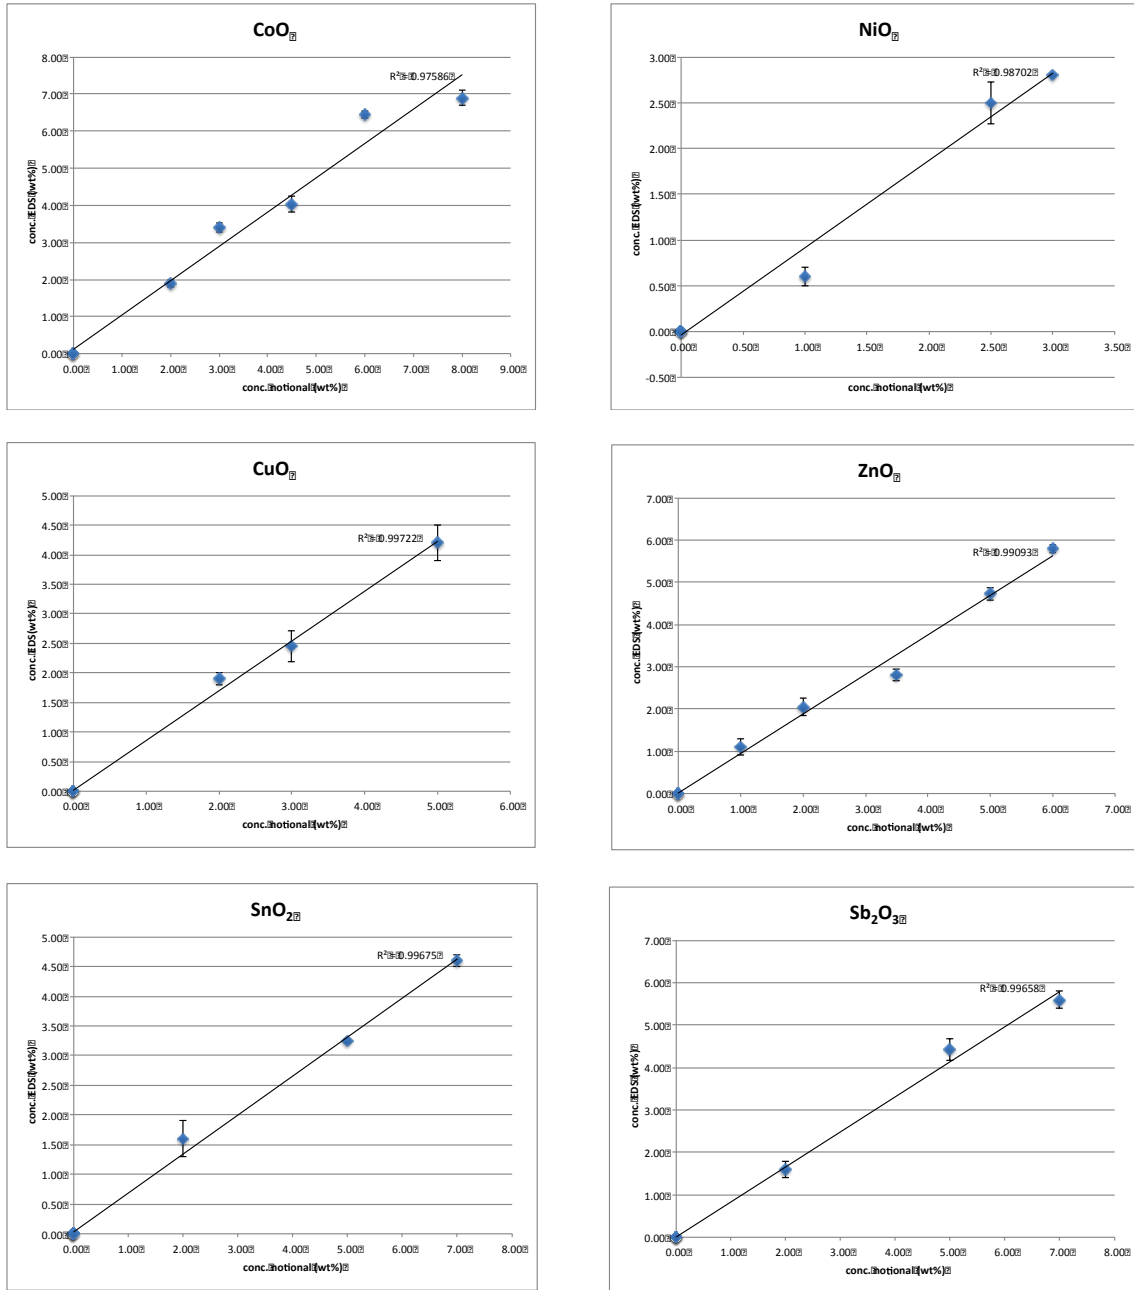 CoO
8.00
7.00
6.00
5.00
4.00
3.00
2.00
1.00
0.00
R² = 0.97586
0.00 1.00 2.00 3.00 4.00 5.00 6.00 7.00 8.00 9.00
conc. EDS (wt%)
conc. notional (wt%)
NiO
3.00
2.50
2.00
1.50
1.00
0.50
0.00
-0.50
R² = 0.98702
0.00 0.50 1.00 1.50 2.00 2.50 3.00 3.50
conc. EDS (wt%)
conc. notional (wt%)
CuO
5.00
4.50
4.00
3.50
3.00
2.50
2.00
1.50
1.00
0.50
0.00
R² = 0.99722
0.00 1.00 2.00 3.00 4.00 5.00 6.00
conc. EDS(wt%)
conc. notional (wt%)
ZnO
7.00
6.00
5.00
4.00
3.00
2.00
1.00
0.00
R² = 0.99093
0.00 1.00 2.00 3.00 4.00 5.00 6.00 7.00
conc. EDS (wt%)
conc. notional (wt%)
SnO₂
5.00
4.50
4.00
3.50
3.00
2.50
2.00
1.50
1.00
0.50
0.00
R² = 0.99675
0.00 1.00 2.00 3.00 4.00 5.00 6.00 7.00 8.00
conc. EDS (wt%)
conc. notional (wt%)
Sb₂O₃
7.00
6.00
5.00
4.00
3.00
2.00
1.00
0.00
R² = 0.99658
0.00 1.00 2.00 3.00 4.00 5.00 6.00 7.00 8.00
conc. EDS (wt%)
conc. notional (wt%)